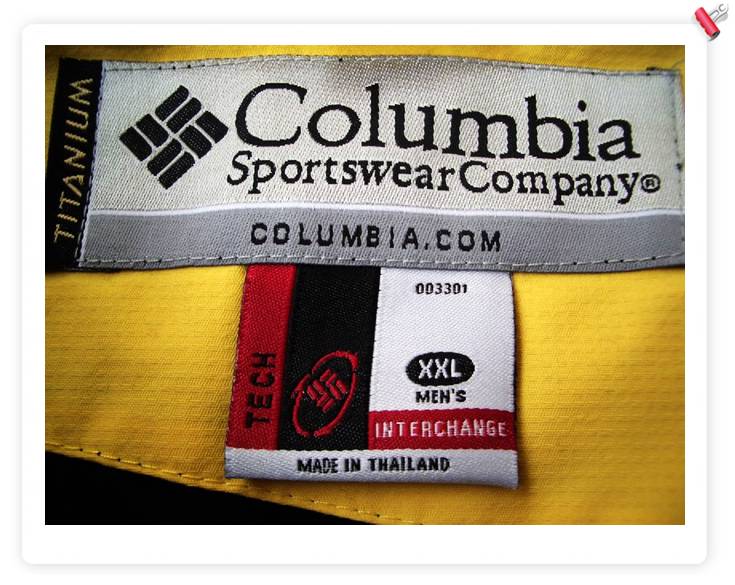 TITANIUM
Columbia
Sportswear Company®
COLUMBIA.COM
TECH
003301
XXL
MEN'S
INTERCHANGE
MADE IN THAILAND